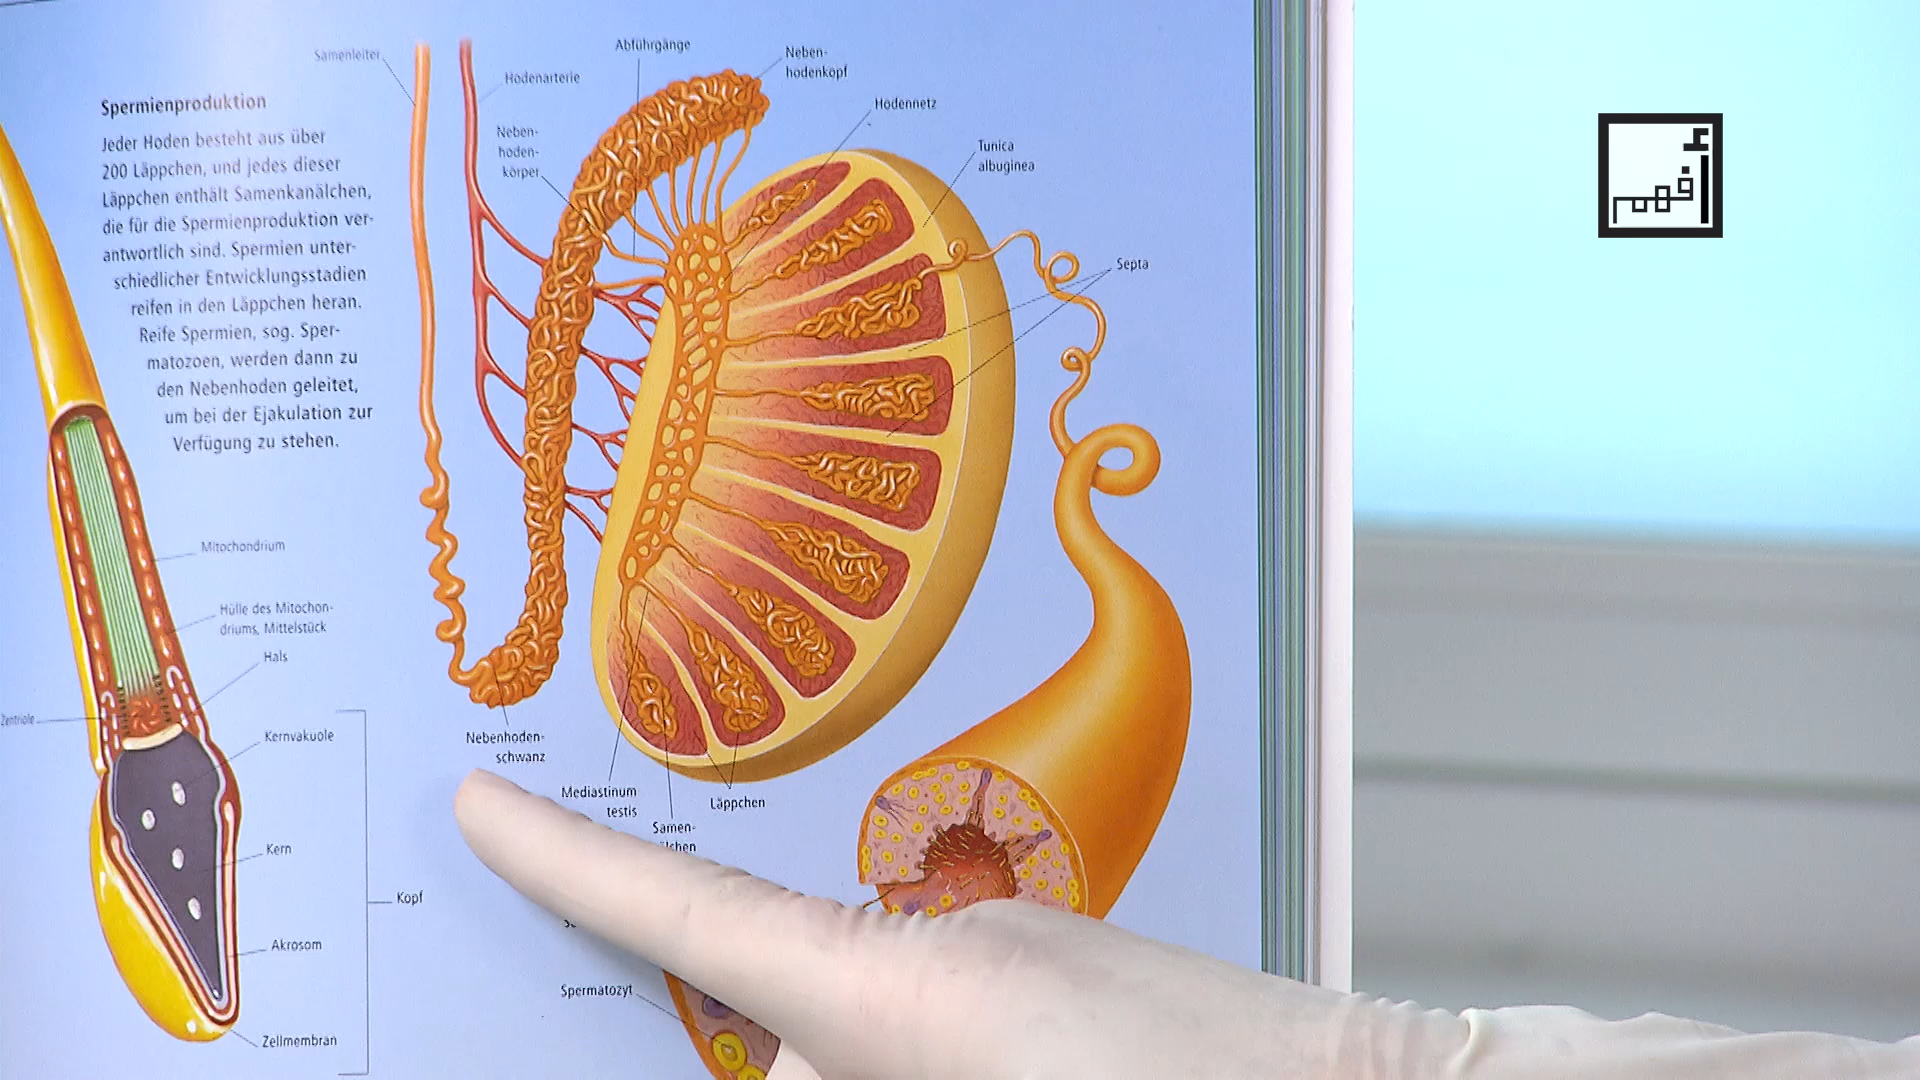 Spermienproduktion
Jeder Hoden besteht aus über
200 Läppchen, und jedes dieser
Läppchen enthält Samenkanälchen,
die für die Spermienproduktion ver-
antwortlich sind. Spermien unter-
schiedlicher Entwicklungsstadien
reifen in den Läppchen heran.
Reife Spermien, sog. Sper-
matozoen, werden dann zu
den Nebenhoden geleitet,
um bei der Ejakulation zur
Verfügung zu stehen.
Samenleiter
Hodenarterie
Abführgänge
Neben-
hodenkopf
Neben-
hoden-
körper
Hodennetz
Tunica
albuginea
Septa
Mitochondrium
Hülle des Mitochon-
driums, Mittelstück
Hals
Zentriole
Kernvakuole
Kern
Kopf
Akrosom
Zellmembran
Nebenhoden-
schwanz
Mediastinum
testis
Läppchen
Samen-
Spermatozyt